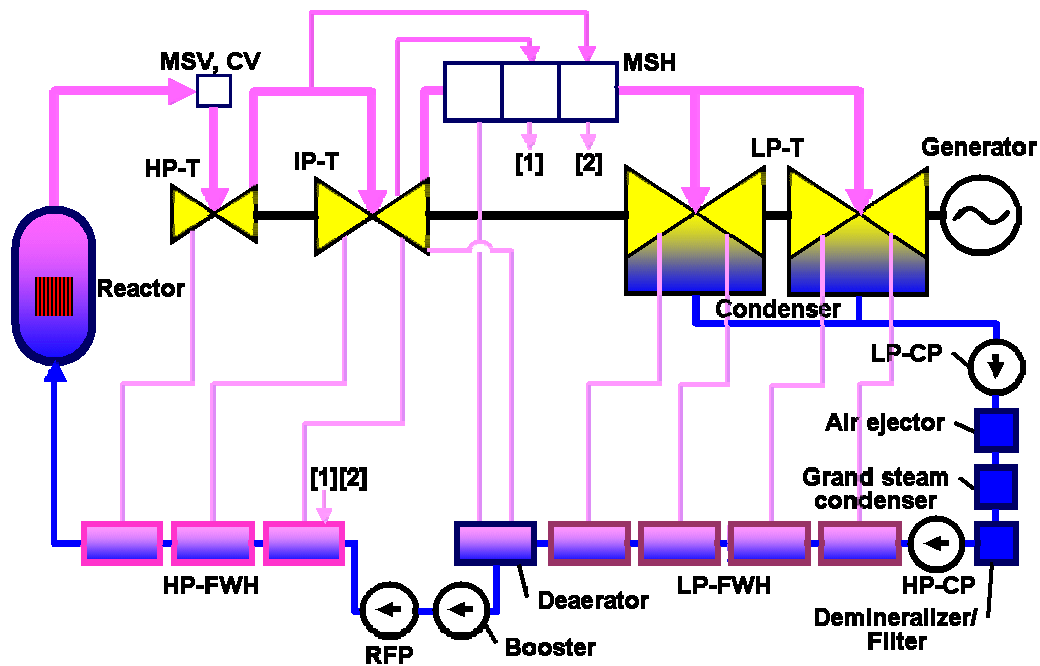 MSV, CV
MSH
HP-T
IP-T
[1]
[2]
LP-T
Generator
Reactor
Condenser
LP-CP
Air ejector
Grand steam
condenser
[1][2]
HP-FWH
Deaerator
LP-FWH
HP-CP
Demineralizer/
Filter
Booster
RFP